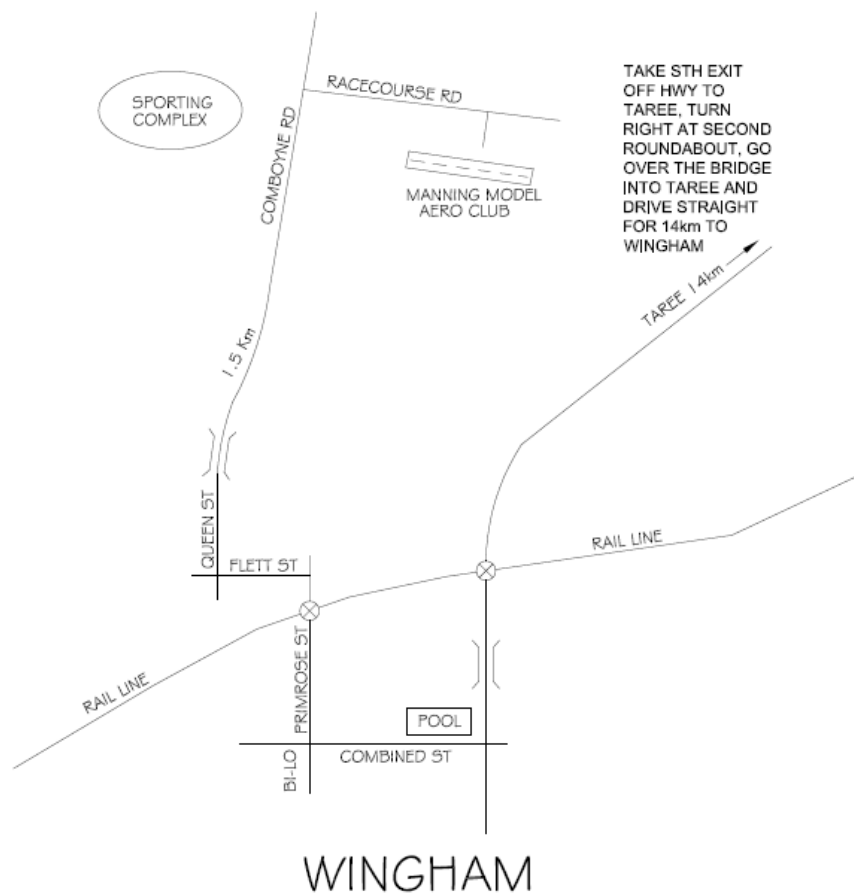 SPORTING
COMPLEX
RACECOURSE RD
COMBOYNE RD
MANNING MODEL
AERO CLUB
TAKE STH EXIT
OFF HWY TO
TAREE, TURN
RIGHT AT SECOND
ROUNDABOUT, GO
OVER THE BRIDGE
INTO TAREE AND
DRIVE STRAIGHT
FOR 14km TO
WINGHAM
TAREE 14km
1.5 Km
QUEEN ST
FLETT ST
RAIL LINE
RAIL LINE
PRIMROSE ST
POOL
BI-LO
COMBINED ST
WINGHAM